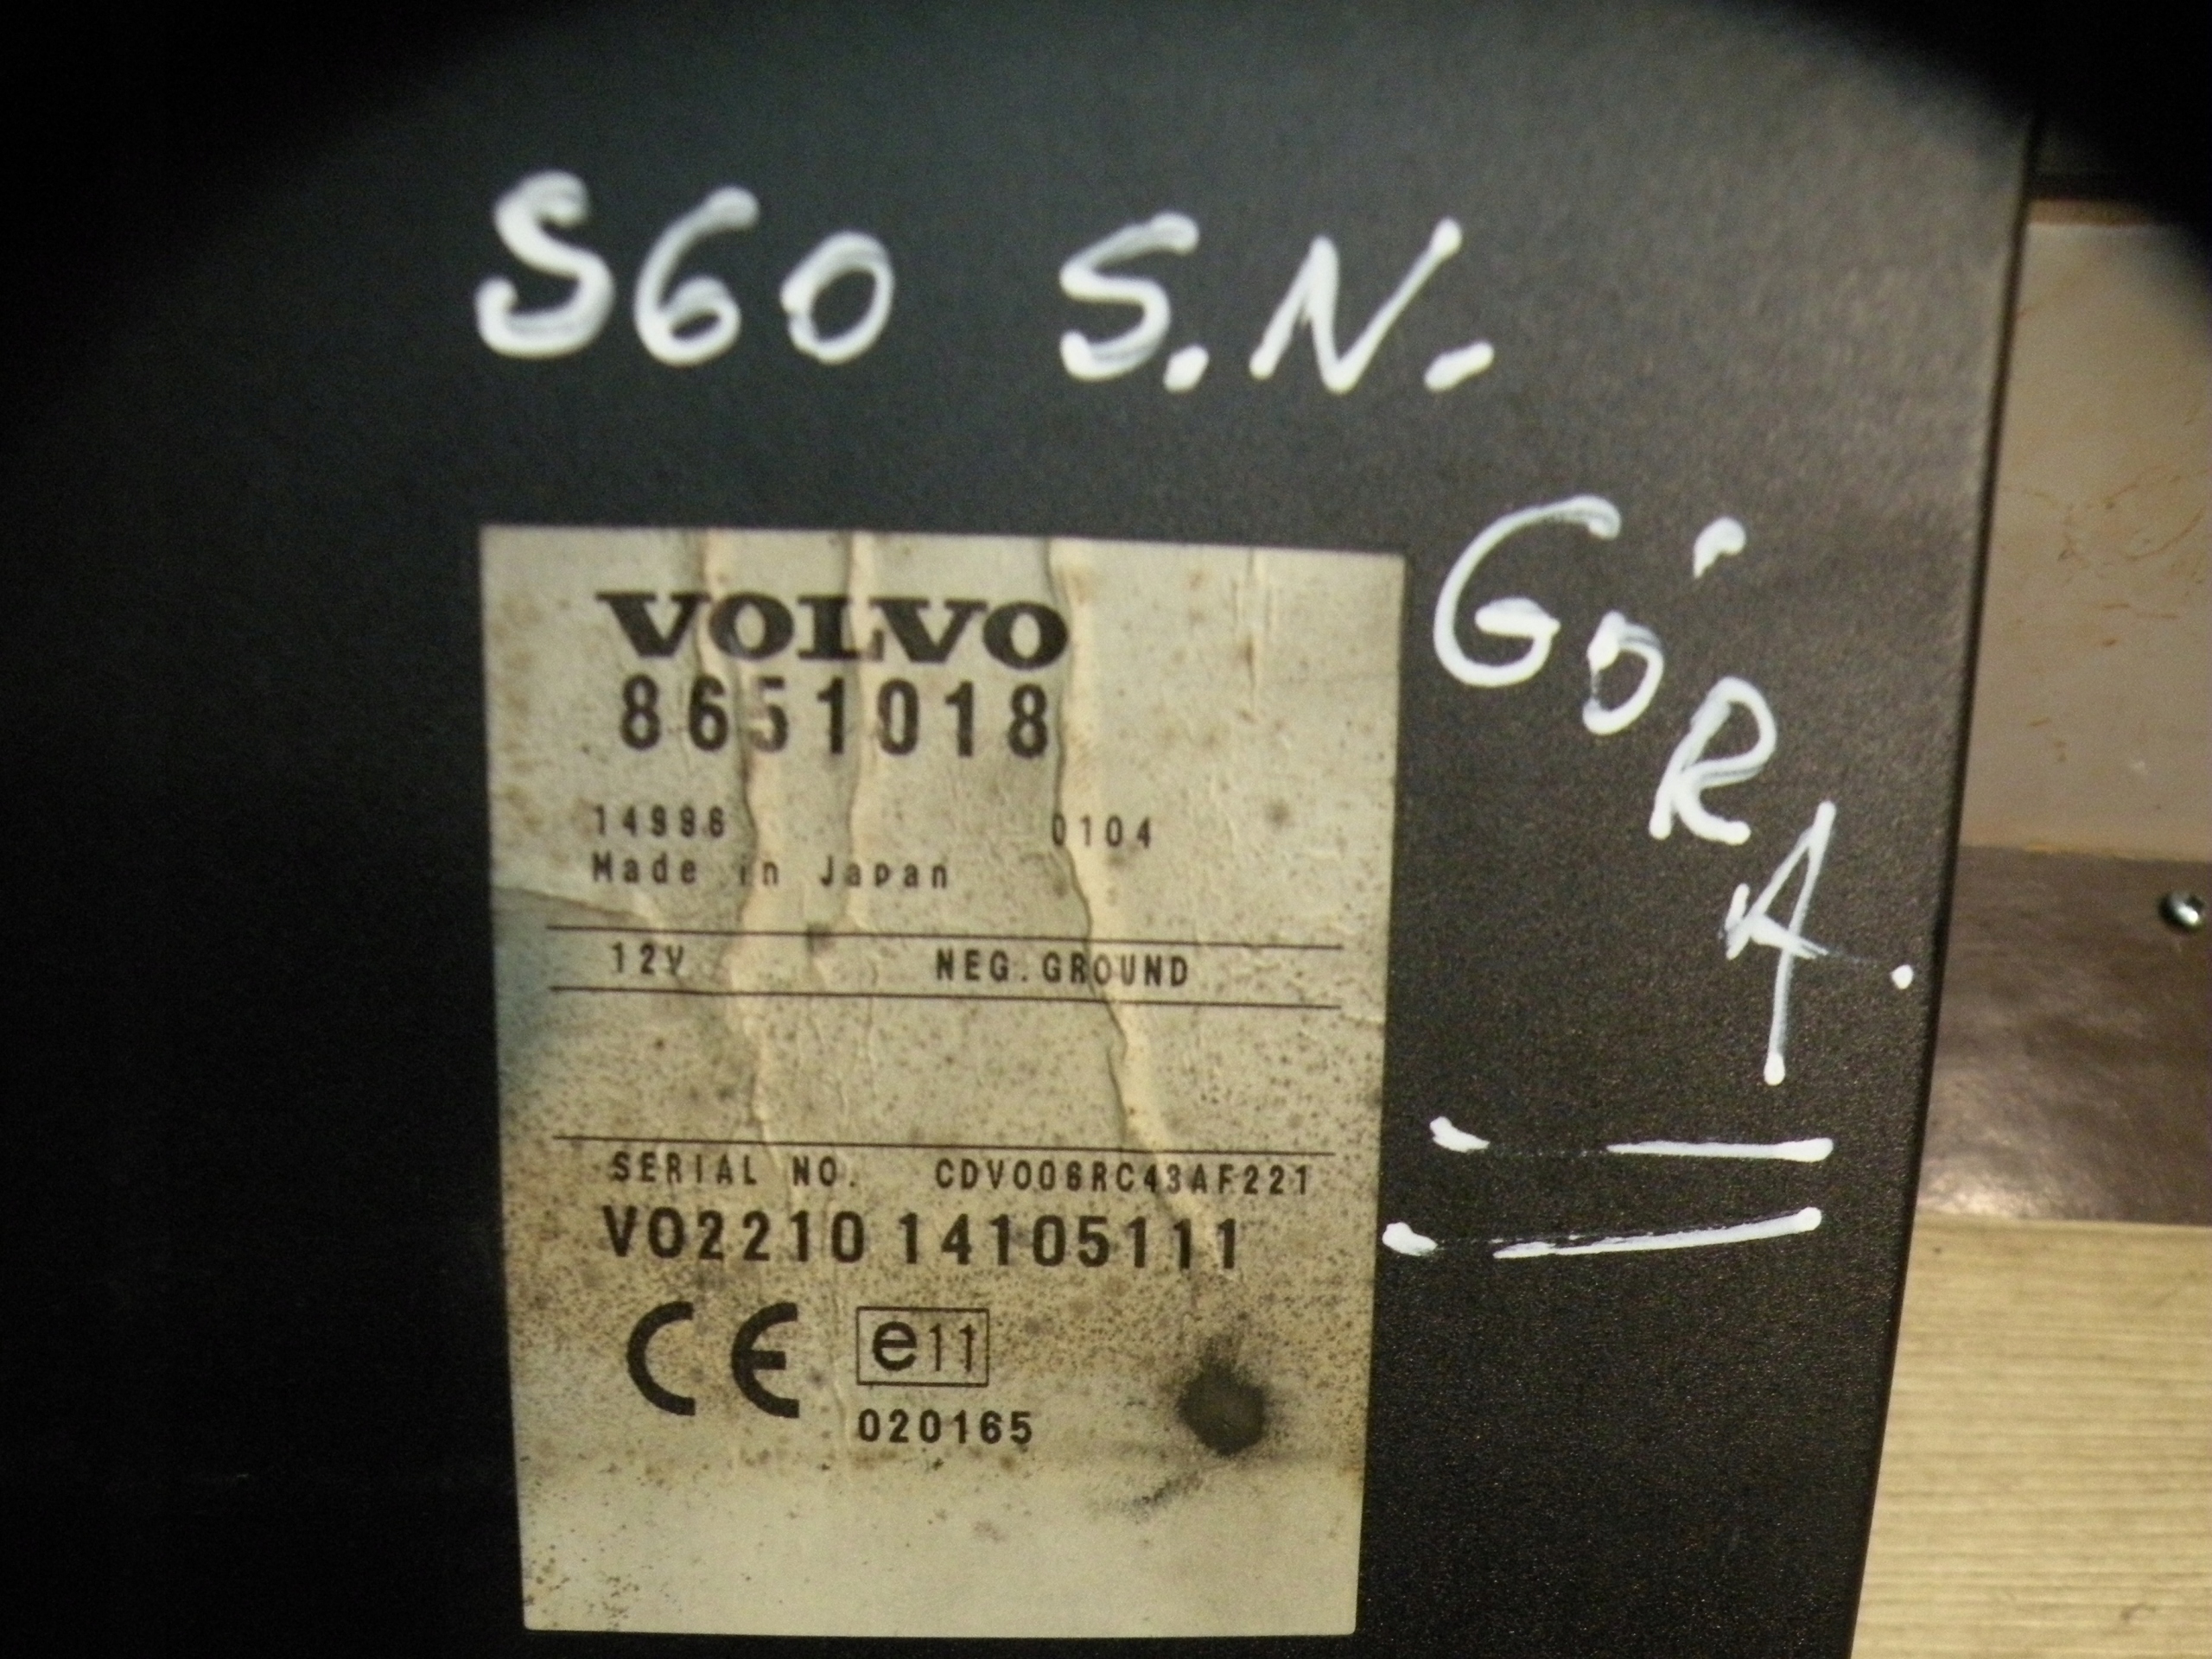 S60 S.N.
GÓRA.
VOLVO
8651018
14996 0104
Made in Japan
12V NEG.GROUND
SERIAL NO. CDV006RC43AF221
VO2210 14105111
CE e11
020165